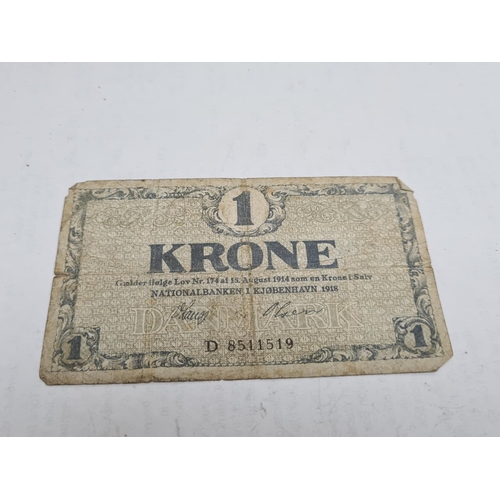 1
KRONE
Gælder ifølge Lov Nr. 174 af 15. August 1914 som en Krone i Sølv
NATIONALBANKEN I KJØBENHAVN 1918
DANMARK
1 1
D 8511519